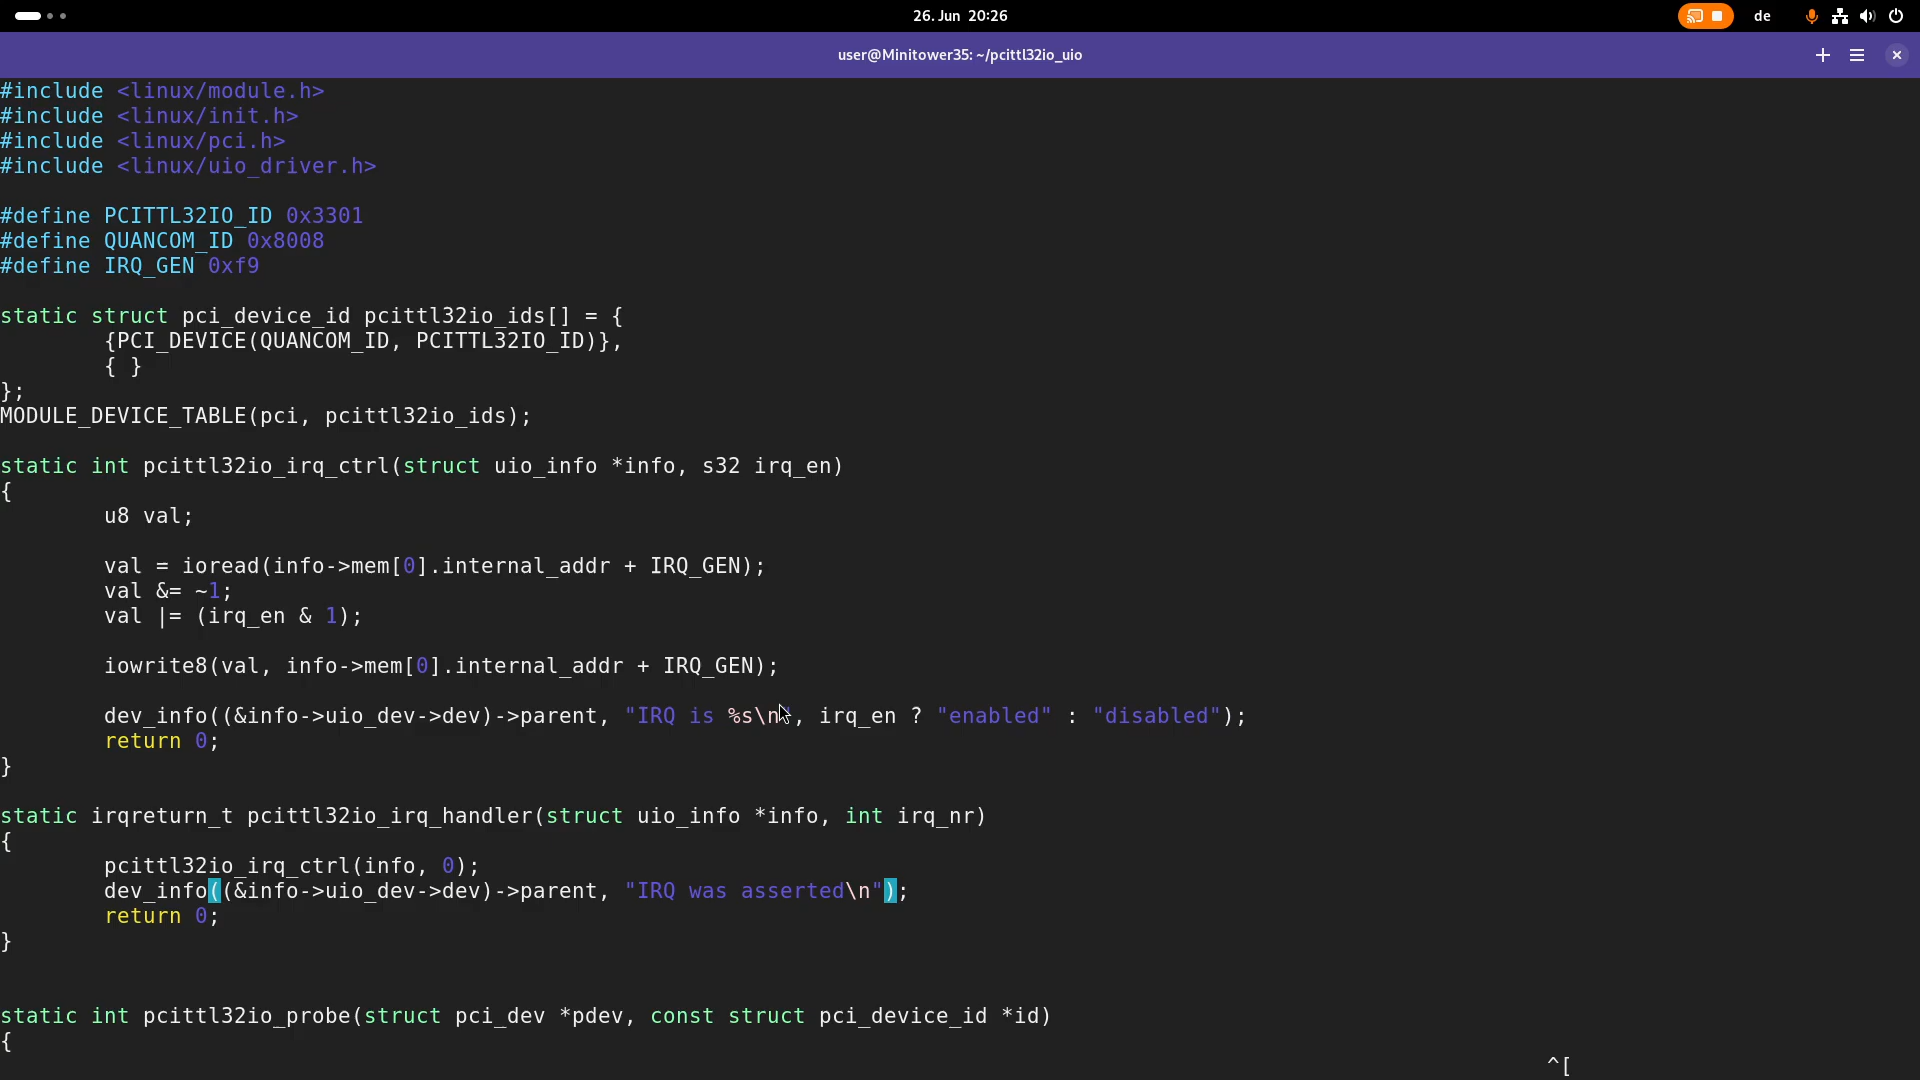 26. Jun 20:26
de
user@Minitower35: ~/pcittl32io_uio
#include <linux/module.h>
#include <linux/init.h>
#include <linux/pci.h>
#include <linux/uio_driver.h>
#define PCITTL32IO_ID 0x3301
#define QUANCOM_ID 0x8008
#define IRQ_GEN 0xf9
static struct pci_device_id pcittl32io_ids[] = {
        {PCI_DEVICE(QUANCOM_ID, PCITTL32IO_ID)},
        { }
};
MODULE_DEVICE_TABLE(pci, pcittl32io_ids);
static int pcittl32io_irq_ctrl(struct uio_info *info, s32 irq_en)
{
        u8 val;
        val = ioread(info->mem[0].internal_addr + IRQ_GEN);
        val &= ~1;
        val |= (irq_en & 1);
        iowrite8(val, info->mem[0].internal_addr + IRQ_GEN);
        dev_info((&info->uio_dev->dev)->parent, "IRQ is %s\n", irq_en ? "enabled" : "disabled");
        return 0;
}
static irqreturn_t pcittl32io_irq_handler(struct uio_info *info, int irq_nr)
{
        pcittl32io_irq_ctrl(info, 0);
        dev_info((&info->uio_dev->dev)->parent, "IRQ was asserted\n");
        return 0;
}
static int pcittl32io_probe(struct pci_dev *pdev, const struct pci_device_id *id)
{
^[